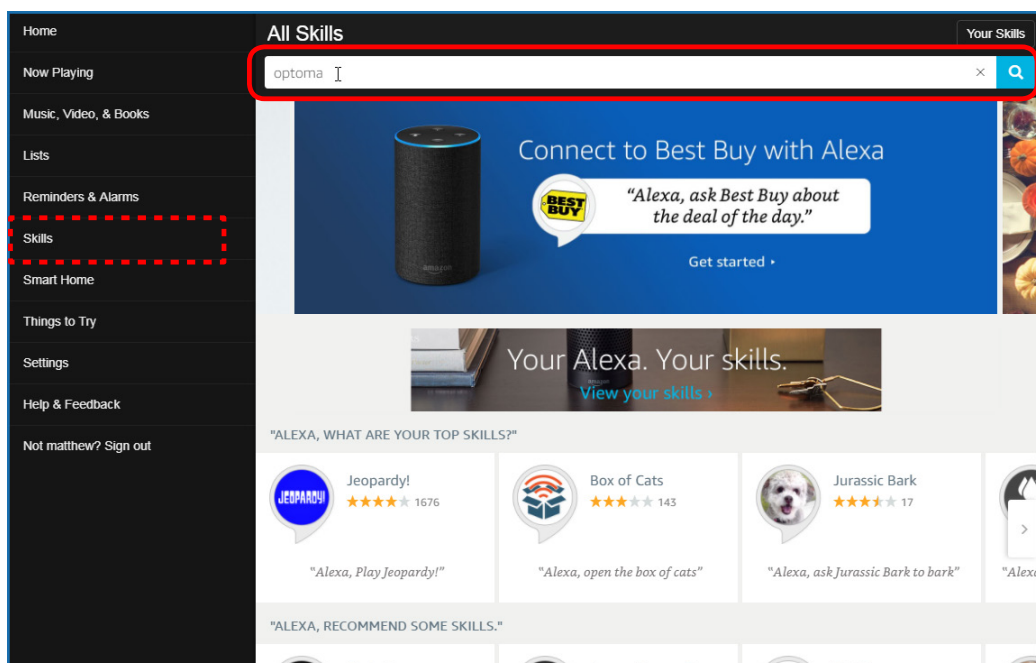 Home
Now Playing
Music, Video, & Books
Lists
Reminders & Alarms
Skills
Smart Home
Things to Try
Settings
Help & Feedback
Not matthew? Sign out
All Skills
Your Skills
optoma
Connect to Best Buy with Alexa
BEST
BUY
“Alexa, ask Best Buy about
the deal of the day.”
Get started
amazon
Your Alexa. Your skills.
amazon
View your skills ›
"ALEXA, WHAT ARE YOUR TOP SKILLS?"
JEOPARDY!
Jeopardy!
1676
“Alexa, Play Jeopardy!”
Box of Cats
143
“Alexa, open the box of cats”
Jurassic Bark
17
“Alexa, ask Jurassic Bark to bark”
“Alexa
"ALEXA, RECOMMEND SOME SKILLS."